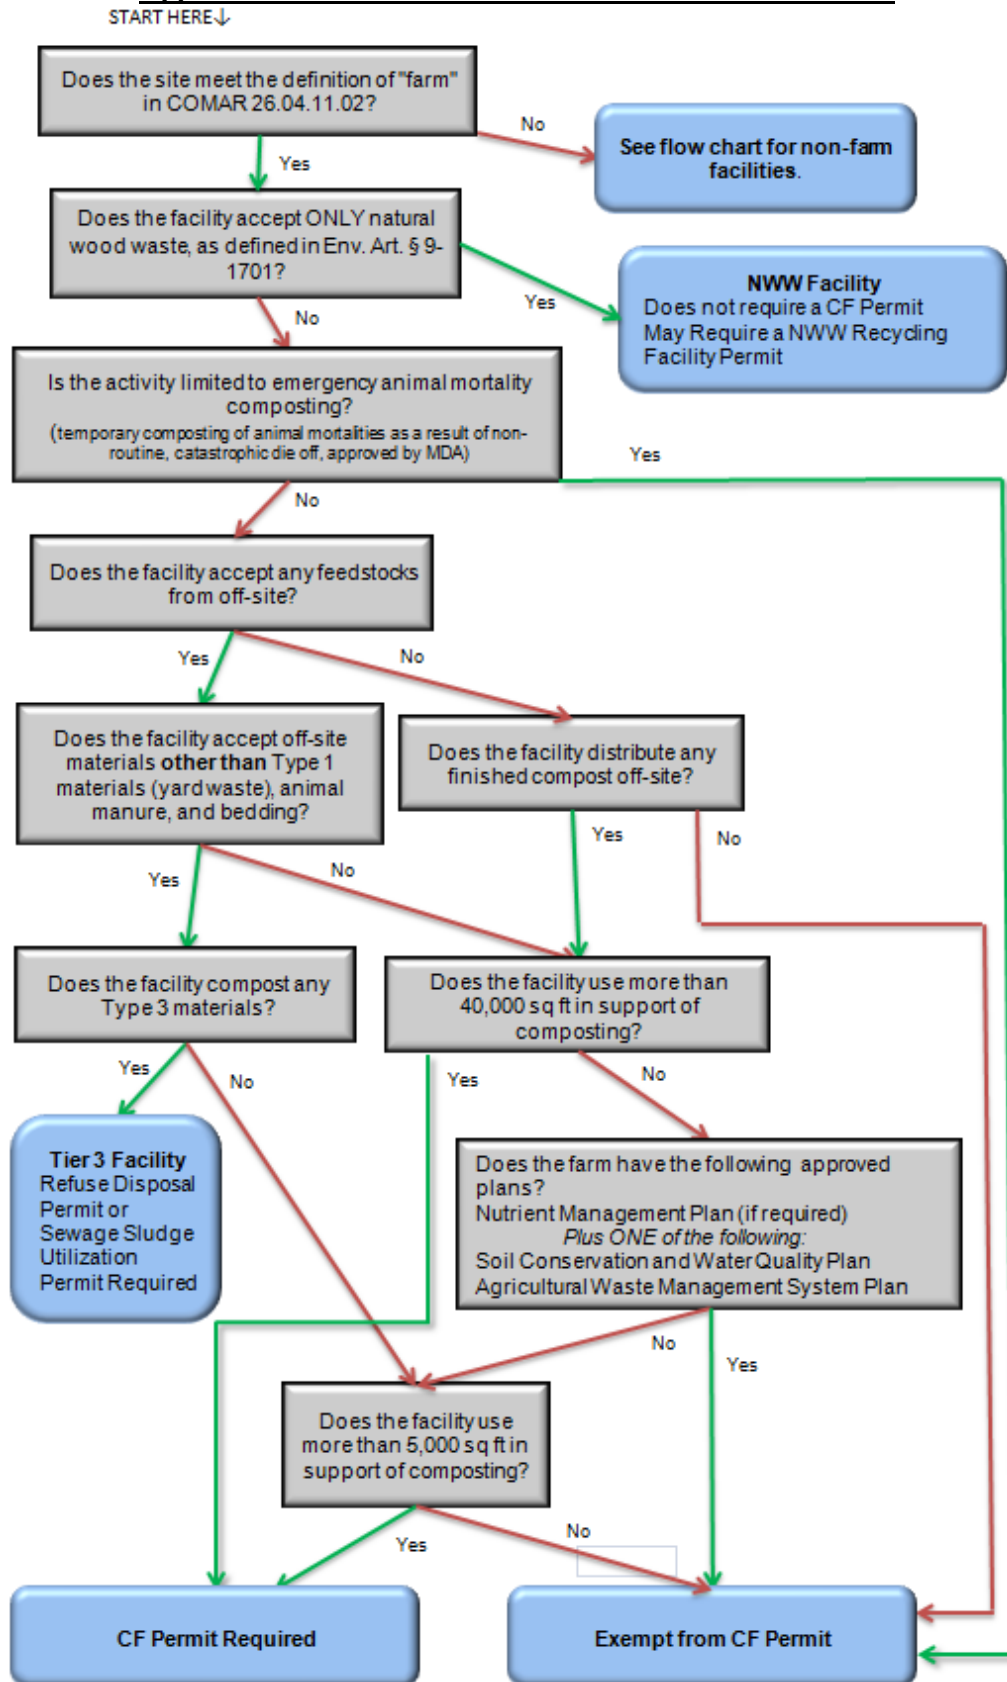 START HERE↓
Does the site meet the definition of "farm"
in COMAR 26.04.11.02?
No
See flow chart for non-farm
facilities.
Yes
Does the facility accept ONLY natural
wood waste, as defined in Env. Art. § 9-
1701?
Yes
NWW Facility
Does not require a CF Permit
May Require a NWW Recycling
Facility Permit
No
Is the activity limited to emergency animal mortality
composting?
(temporary composting of animal mortalities as a result of non-
routine, catastrophic die off, approved by MDA)
Yes
No
Does the facility accept any feedstocks
from off-site?
Yes
No
Does the facility accept off-site
materials other than Type 1
materials (yard waste), animal
manure, and bedding?
Does the facility distribute any
finished compost off-site?
Yes
No
Yes
No
Does the facility compost any
Type 3 materials?
Does the facility use more than
40,000 sq ft in support of
composting?
Yes
No
Yes
No
Tier 3 Facility
Refuse Disposal
Permit or
Sewage Sludge
Utilization
Permit Required
Does the farm have the following approved
plans?
Nutrient Management Plan (if required)
Plus ONE of the following:
Soil Conservation and Water Quality Plan
Agricultural Waste Management System Plan
No
Yes
Does the facility use
more than 5,000 sq ft in
support of composting?
Yes
No
CF Permit Required
Exempt from CF Permit